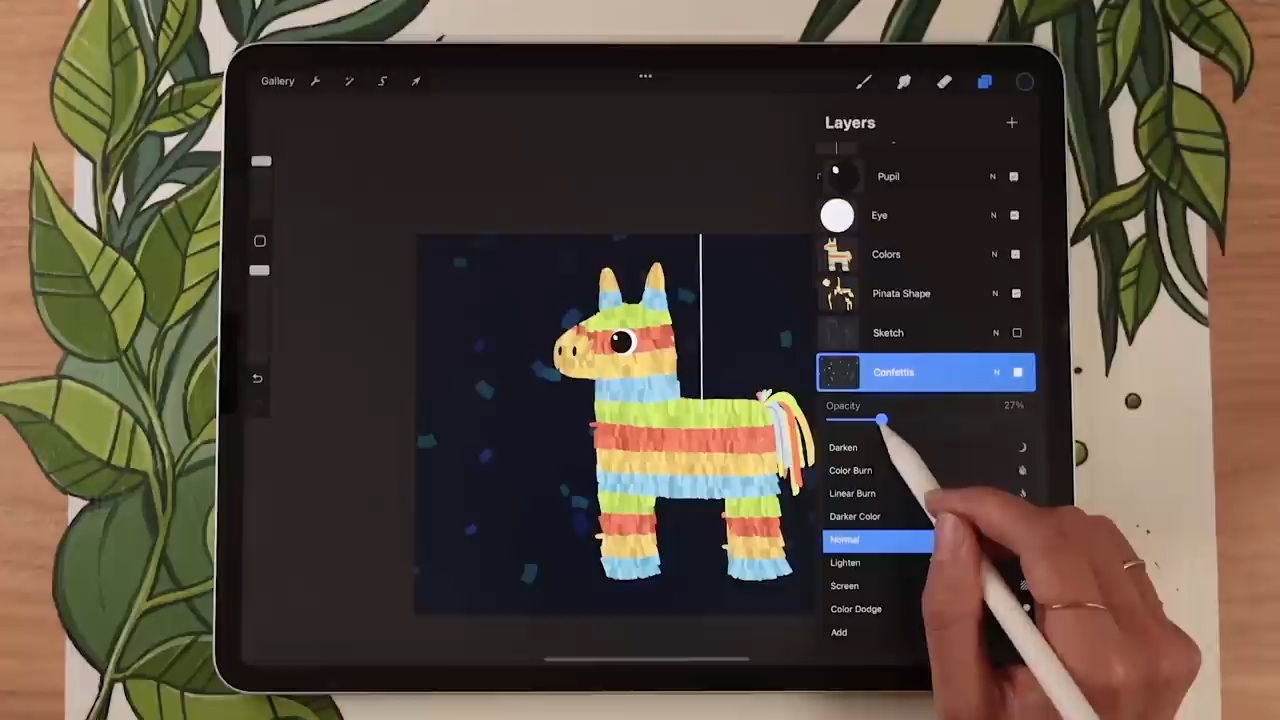 Gallery
Layers
Pupil N
Eye N
Colors N
Pinata Shape N
Sketch N
Confettis N
Opacity 27%
Darken
Color Burn
Linear Burn
Darker Color
Normal
Lighten
Screen
Color Dodge
Add